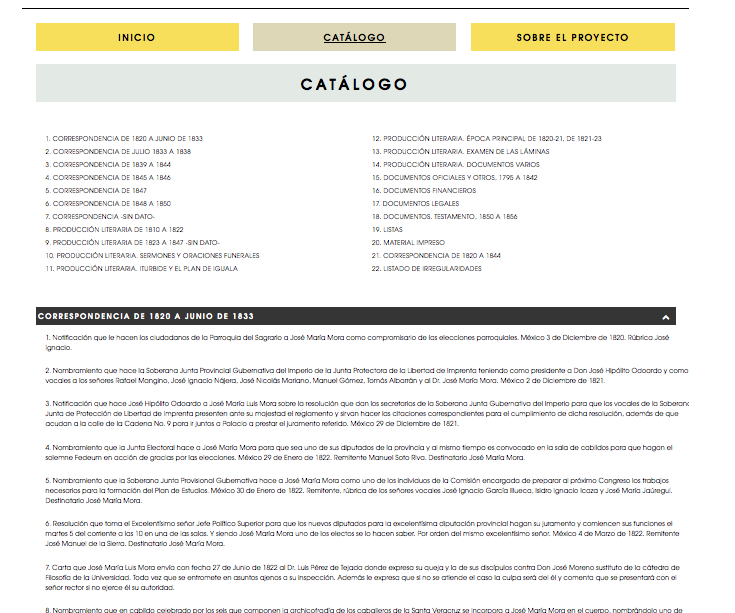 INICIO
CATÁLOGO
SOBRE EL PROYECTO
CATÁLOGO
1. CORRESPONDENCIA DE 1820 A JUNIO DE 1833
2. CORRESPONDENCIA DE JULIO 1833 A 1838
3. CORRESPONDENCIA DE 1839 A 1844
4. CORRESPONDENCIA DE 1845 A 1846
5. CORRESPONDENCIA DE 1847
6. CORRESPONDENCIA DE 1848 A 1850
7. CORRESPONDENCIA -SIN DATO-
8. PRODUCCIÓN LITERARIA DE 1810 A 1822
9. PRODUCCIÓN LITERARIA DE 1823 A 1847 -SIN DATO-
10. PRODUCCIÓN LITERARIA. SERMONES Y ORACIONES FUNERALES
11. PRODUCCIÓN LITERARIA. ITURBIDE Y EL PLAN DE IGUALA
12. PRODUCCIÓN LITERARIA. ÉPOCA PRINCIPAL DE 1820-21, DE 1821-23
13. PRODUCCIÓN LITERARIA. EXAMEN DE LAS LÁMINAS
14. PRODUCCIÓN LITERARIA. DOCUMENTOS VARIOS
15. DOCUMENTOS OFICIALES Y OTROS, 1795 A 1842
16. DOCUMENTOS FINANCIEROS
17. DOCUMENTOS LEGALES
18. DOCUMENTOS. TESTAMENTO, 1850 A 1856
19. LISTAS
20. MATERIAL IMPRESO
21. CORRESPONDENCIA DE 1820 A 1844
22. LISTADO DE IRREGULARIDADES
CORRESPONDENCIA DE 1820 A JUNIO DE 1833
1. Notificación que le hacen los ciudadanos de la Parroquia del Sagrario a José María Mora como compromisario de las elecciones parroquiales. México 3 de Diciembre de 1820. Rúbrica José
Ignacio.
2. Nombramiento que hace la Soberana Junta Provincial Gubernativa del Imperio de la Junta Protectora de la Libertad de Imprenta teniendo como presidente a Don José Hipólito Odoardo y como
vocales a los señores Rafael Mangino, José Ignacio Nájera, José Nicolás Mariano, Manuel Gómez, Tomás Albarrán y al Dr. José María Mora. México 2 de Diciembre de 1821.
3. Notificación que hace José Hipólito Odoardo a José María Luis Mora sobre la resolución que dan los secretarios de la Soberana Junta Gubernativa del Imperio para que los vocales de la Soberana
Junta de Protección de Libertad de Imprenta presenten ante su majestad el reglamento y sirvan hacer las citaciones correspondientes para el cumplimiento de dicha resolución, además de que
acudan a la calle de la Cadena No. 9 para ir juntos a Palacio a prestar el juramento referido. México 29 de Diciembre de 1821.
4. Nombramiento que la Junta Electoral hace a José María Mora para que sea uno de sus diputados de la provincia y al mismo tiempo es convocado en la sala de cabildos para que hagan el
solemne Fedeum en acción de gracias por las elecciones. México 29 de Enero de 1822. Remitente Manuel Soto Riva. Destinatario José María Mora.
5. Nombramiento que la Soberana Junta Provisional Gubernativa hace a José María Mora como uno de los individuos de la Comisión encargada de preparar al próximo Congreso los trabajos
necesarios para la formación del Plan de Estudios. México 30 de Enero de 1822. Remitente, rúbrica de los señores vocales José Ignacio García Illueca, Isidro Ignacio Icaza y José María Jaúregui.
Destinatario José María Mora.
6. Resolución que toma el Excelentísimo señor Jefe Político Superior para que los nuevos diputados para la excelentísima diputación provincial hagan su juramento y comiencen sus funciones el
martes 5 del corriente a las 10 en una de las salas. Y siendo José María Mora uno de los electos se lo hacen saber. Por orden del mismo excelentísimo señor. México 4 de Marzo de 1822. Remitente
José Manuel de la Sierra. Destinatario José María Mora.
7. Carta que José María Luis Mora envía con fecha 27 de Junio de 1822 al Dr. Luis Pérez de Tejada donde expresa su queja y la de sus discípulos contra Don José Moreno sustituto de la cátedra de
Filosofía de la Universidad. Toda vez que se entromete en asuntos ajenos a su inspección. Además le expresa que si no se atiende el caso la culpa será del él y comenta que se presentará con el
señor rector si no ejerce él su autoridad.
8. Nombramiento que en cabildo celebrado por los seis que componen la archicofradía de los caballeros de la Santa Veracruz se incorpora a José María Mora en el cuerpo, nombrándolo uno de